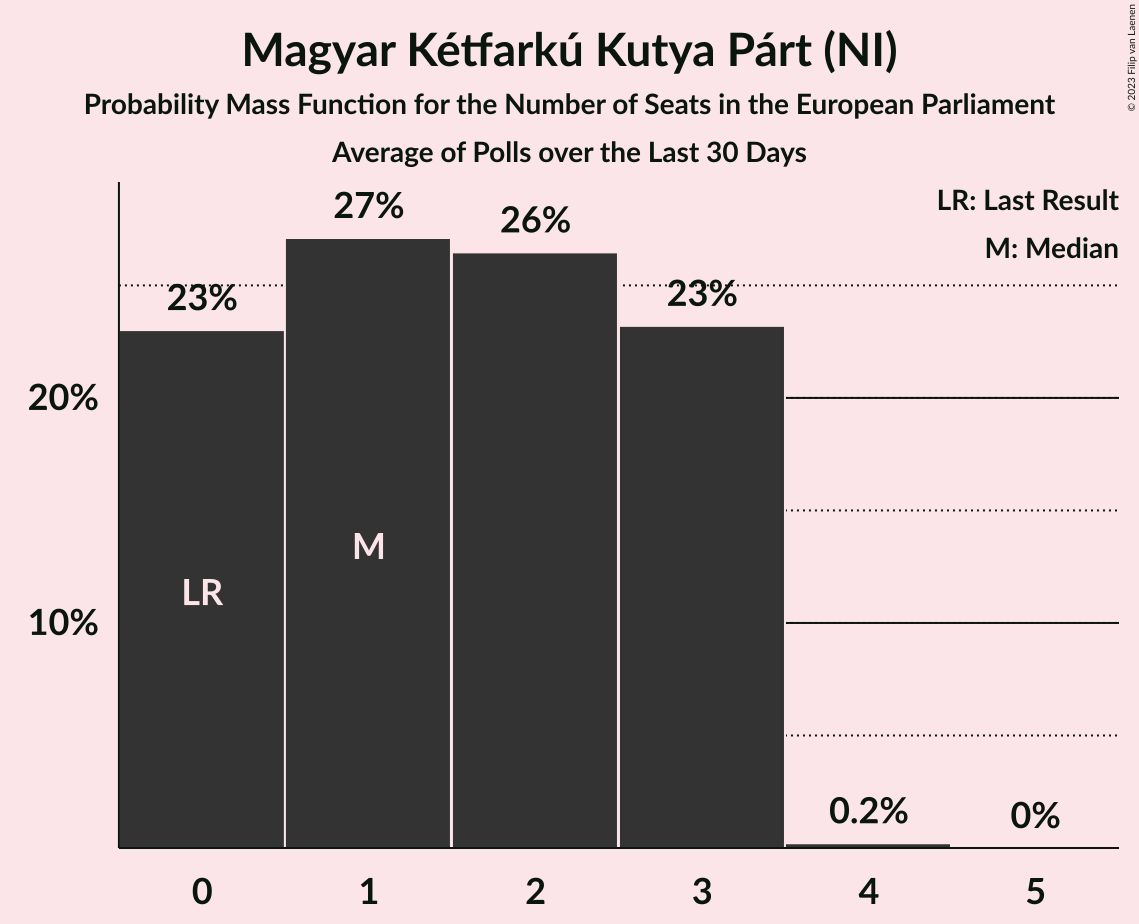 Magyar Kétfarkú Kutya Párt (NI)
Probability Mass Function for the Number of Seats in the European Parliament
Average of Polls over the Last 30 Days
© 2023 Filip van Laenen
LR: Last Result
M: Median
27%
26%
23%
23%
20%
10%
M
LR
0.2%
0%
0
1
2
3
4
5